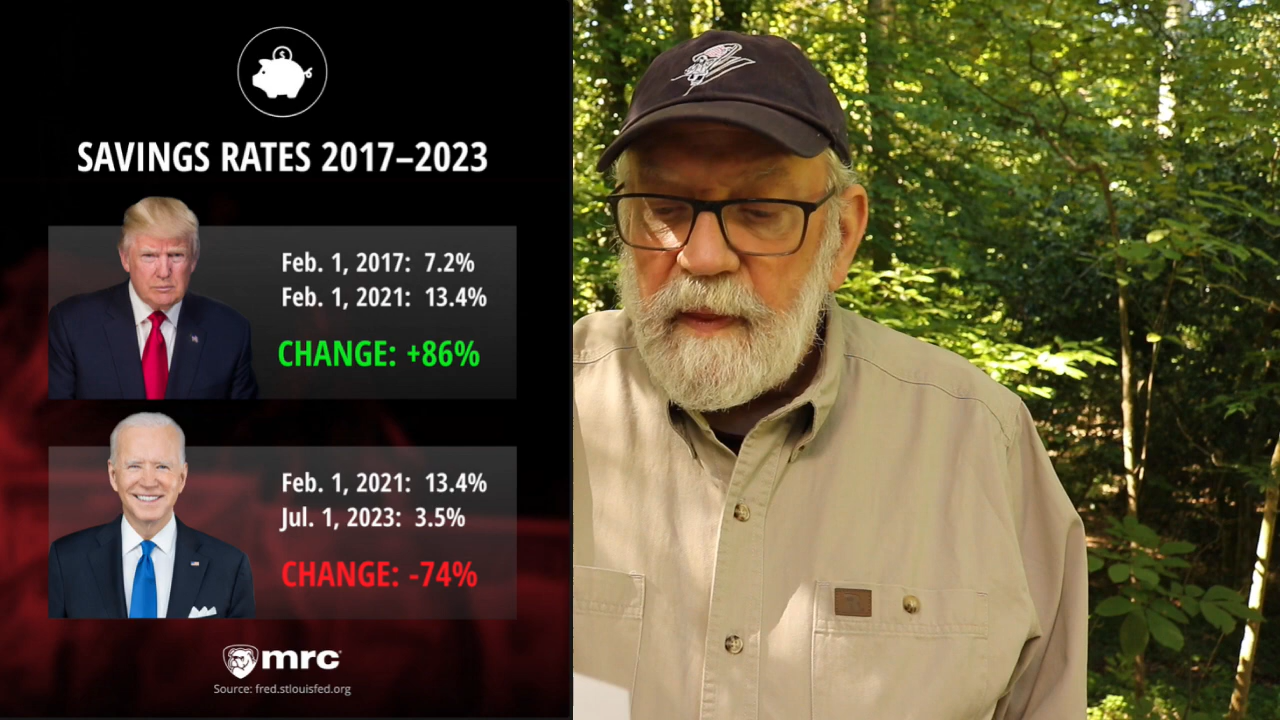 SAVINGS RATES 2017–2023
Feb. 1, 2017: 7.2%
Feb. 1, 2021: 13.4%
CHANGE: +86%
Feb. 1, 2021: 13.4%
Jul. 1, 2023: 3.5%
CHANGE: -74%
mrc
Source: fred.stlouisfed.org